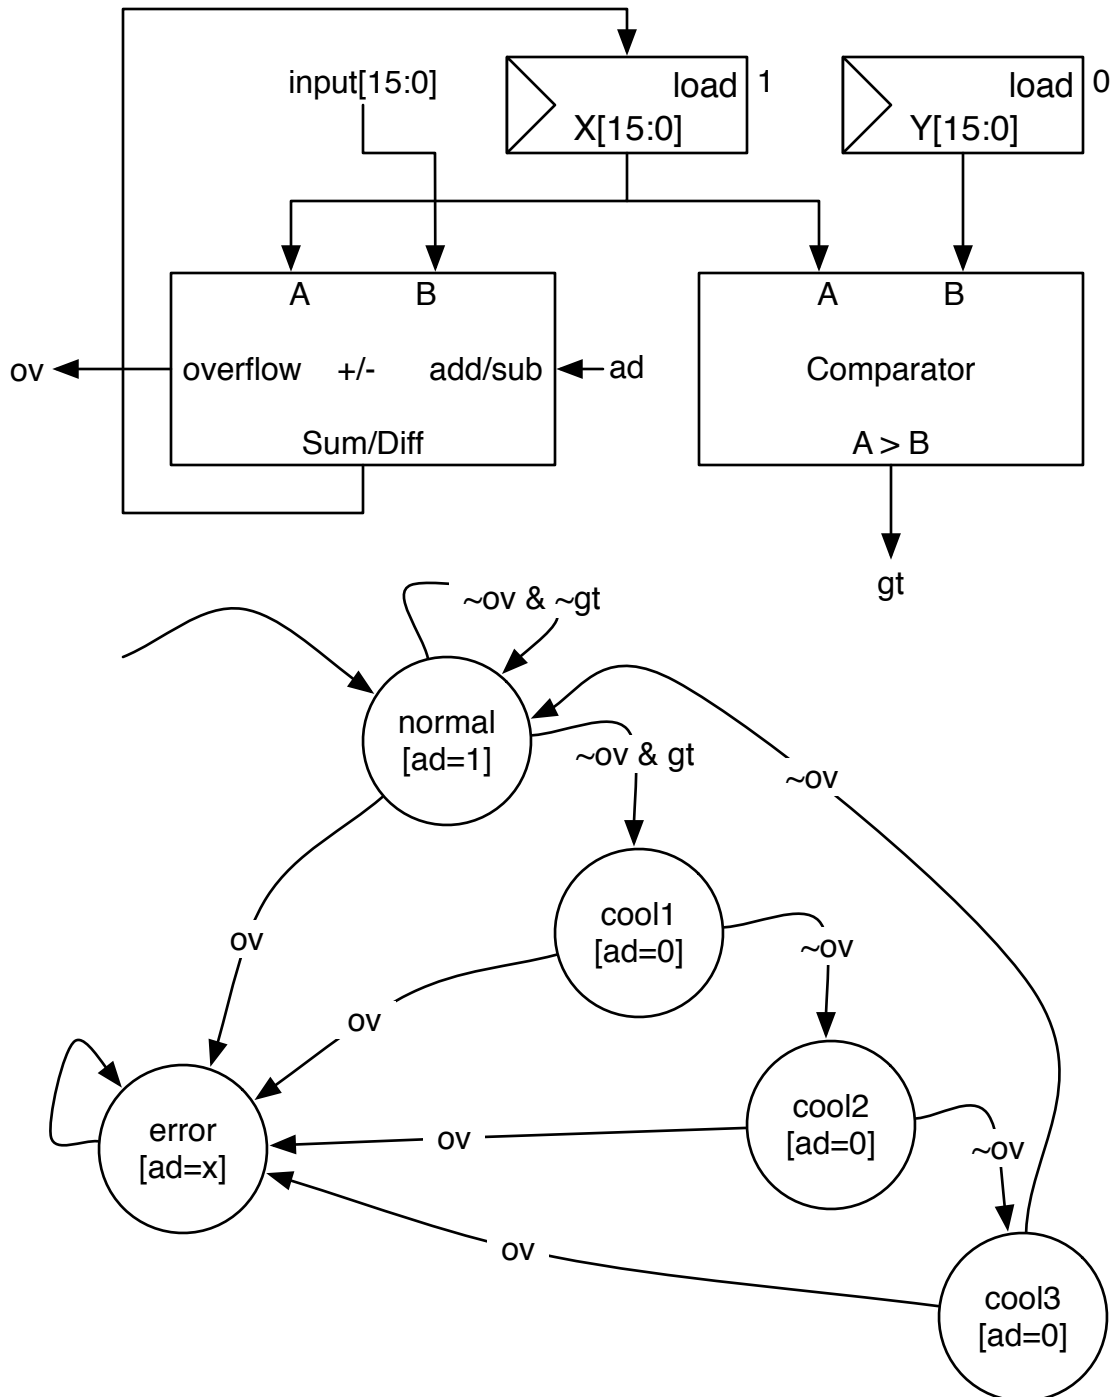 input[15:0]
load
1
X[15:0]
load
0
Y[15:0]
A
B
A
B
ov
overflow
+/-
add/sub
ad
Comparator
Sum/Diff
A > B
gt
~ov & ~gt
normal
[ad=1]
~ov & gt
~ov
cool1
[ad=0]
ov
~ov
ov
cool2
[ad=0]
error
[ad=x]
ov
~ov
ov
cool3
[ad=0]